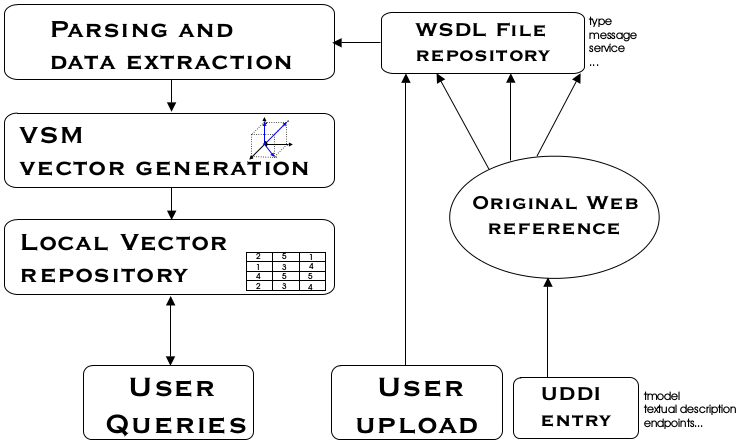 Parsing and
data extraction
WSDL File
repository
type
message
service
...
VSM
vector generation
Original Web
reference
Local Vector
repository
2 5 1
1 3 4
4 5 5
2 3 4
User
Queries
User
upload
UDDI
entry
tmodel
textual description
endpoints...